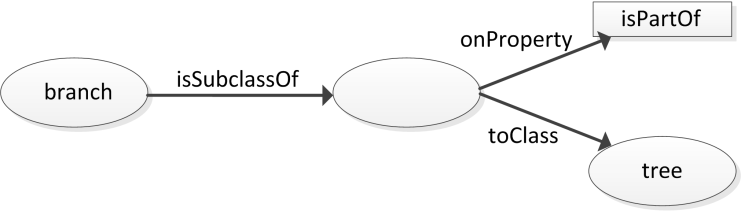 isPartOf
onProperty
branch
isSubclassOf
toClass
tree